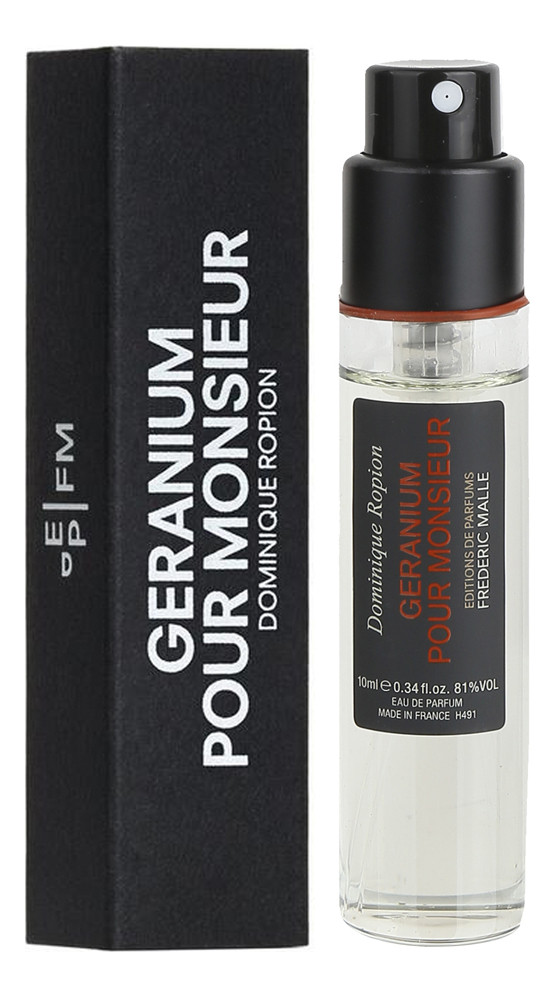 GERANIUM
POUR MONSIEUR
DOMINIQUE ROPION
EP|FM
Dominique Ropion
GERANIUM
POUR MONSIEUR
EDITIONS DE PARFUMS
FREDERIC MALLE
10ml e 0.34 fl.oz. 81%VOL
EAU DE PARFUM
MADE IN FRANCE H491